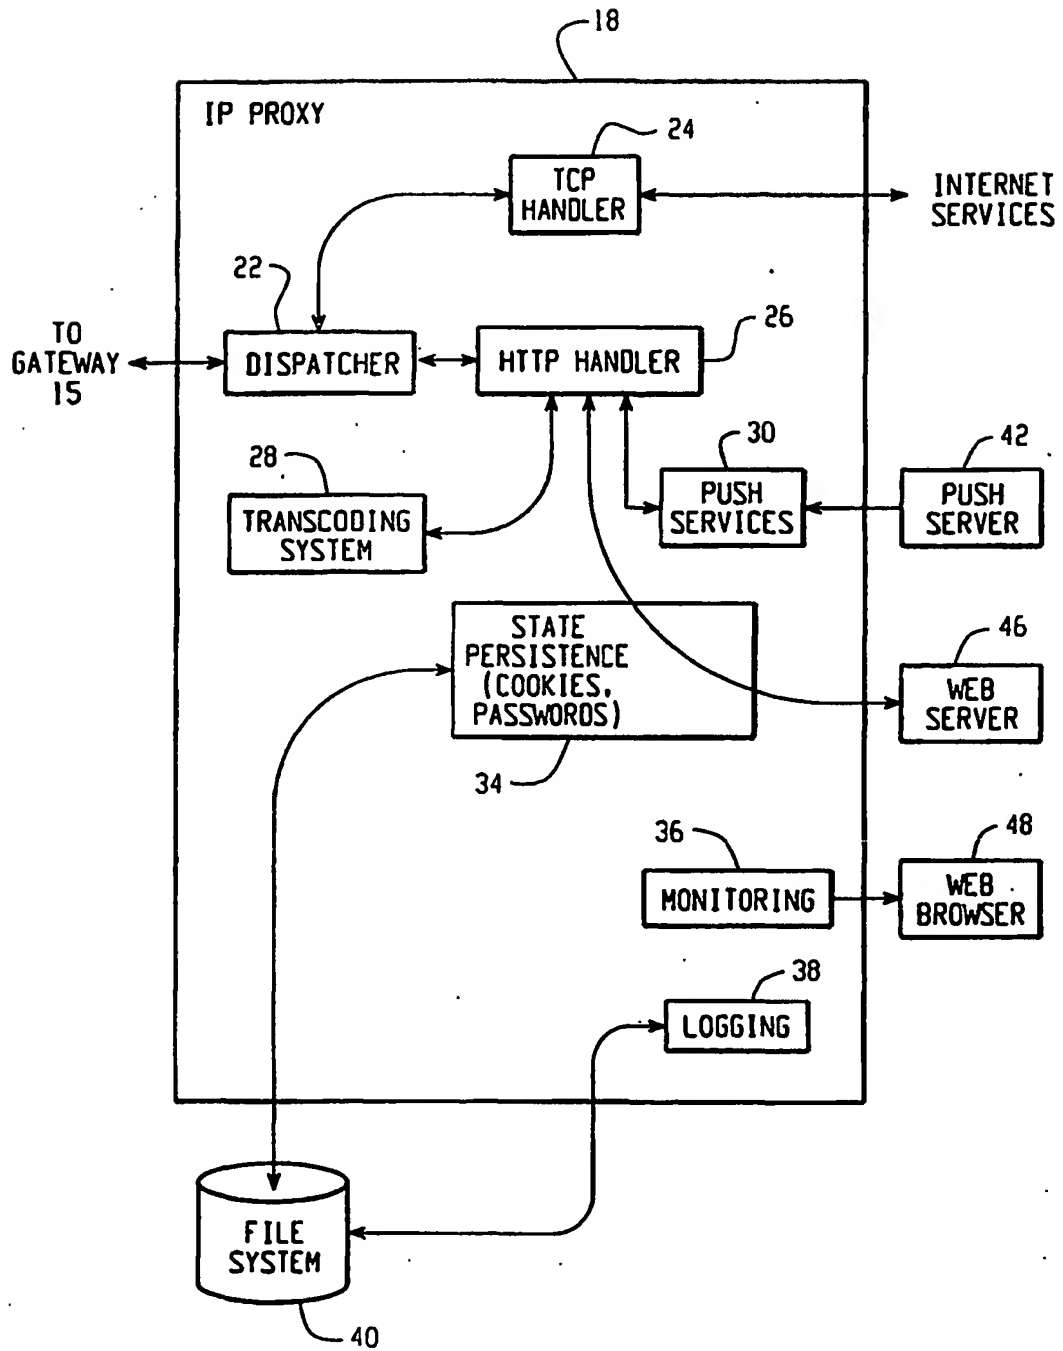 18
IP PROXY
24
TCP
HANDLER
INTERNET
SERVICES
22
TO
GATEWAY
15
DISPATCHER
HTTP HANDLER
26
28
TRANSCODING
SYSTEM
30
PUSH
SERVICES
42
PUSH
SERVER
STATE
PERSISTENCE
(COOKIES,
PASSWORDS)
34
46
WEB
SERVER
36
MONITORING
48
WEB
BROWSER
38
LOGGING
FILE
SYSTEM
40